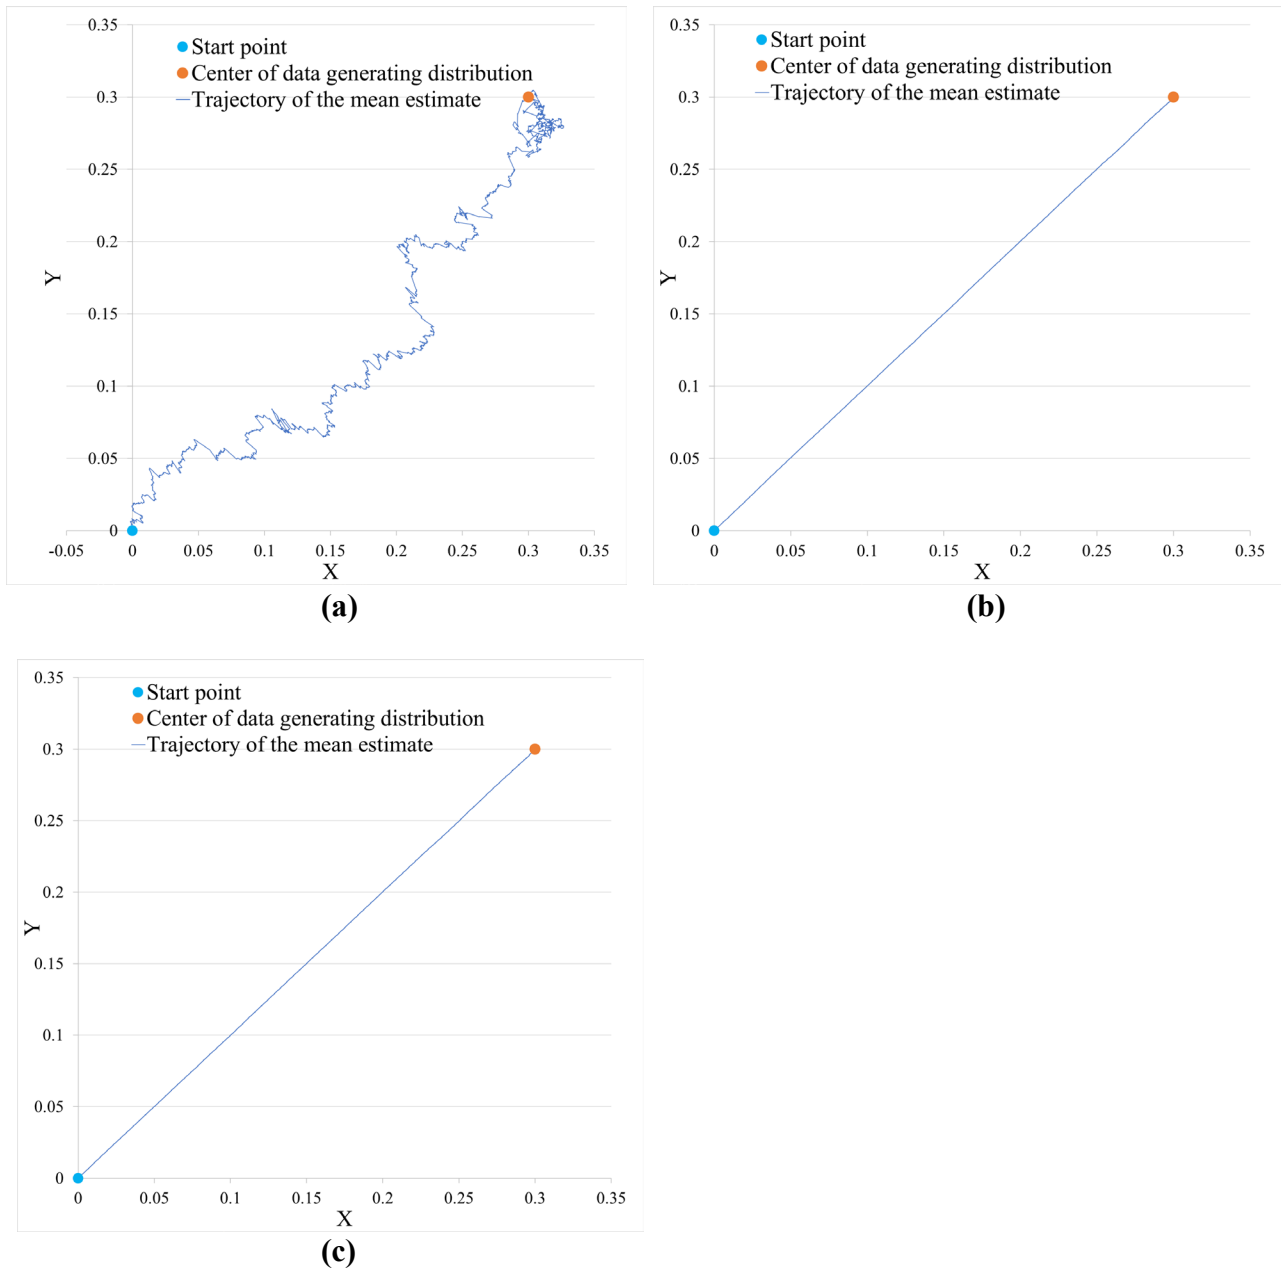 0.35
Start point
Center of data generating distribution
0.3
Trajectory of the mean estimate
0.25
0.2
Y
0.15
0.1
0.05
0
-0.05 0 0.05 0.1 0.15 0.2 0.25 0.3 0.35
X
(a)
0.35
Start point
Center of data generating distribution
0.3
Trajectory of the mean estimate
0.25
0.2
Y
0.15
0.1
0.05
0
0 0.05 0.1 0.15 0.2 0.25 0.3 0.35
X
(b)
0.35
Start point
Center of data generating distribution
0.3
Trajectory of the mean estimate
0.25
0.2
Y
0.15
0.1
0.05
0
0 0.05 0.1 0.15 0.2 0.25 0.3 0.35
X
(c)